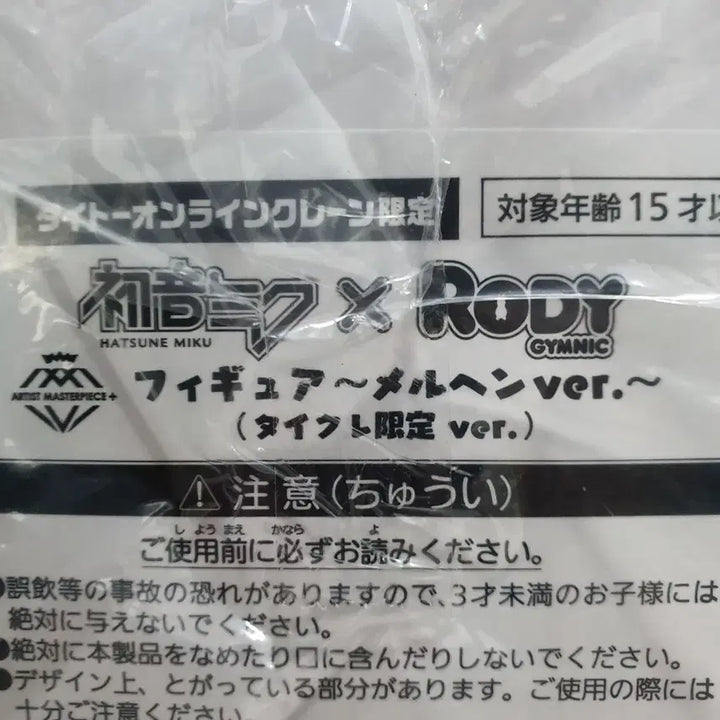 タイトーオンラインクレーン限定
対象年齢15才以
初音ミク × RODY
HATSUNE MIKU
GYMNIC
ARTIST MASTERPIECE+
フィギュア～メルヘンver.～
(タイクレ限定 ver.)
注意(ちゅうい)
しようまえ かなら よ
ご使用前に必ずお読みください。
●誤飲等の事故の恐れがありますので、3才未満のお子様には
絶対に与えないでください。
●絶対に本製品をなめたり口に含んだりしないでください。
●デザイン上、とがっている部分があります。ご使用の際には
十分ご注意ください。